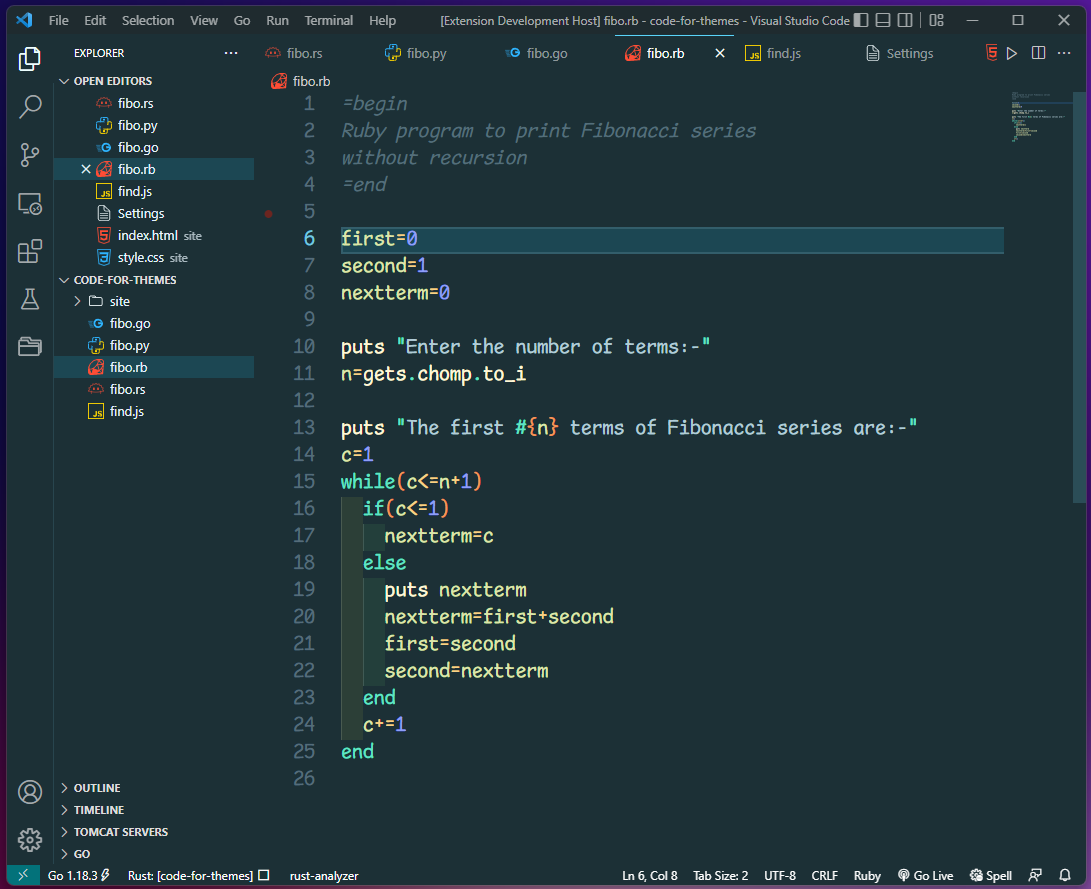 File Edit Selection View Go Run Terminal Help [Extension Development Host] fibo.rb - code-for-themes - Visual Studio Code
EXPLORER
OPEN EDITORS
fibo.rs
fibo.py
fibo.go
fibo.rb
JS find.js
Settings
index.html site
style.css site
CODE-FOR-THEMES
site
fibo.go
fibo.py
fibo.rb
fibo.rs
JS find.js
OUTLINE
TIMELINE
TOMCAT SERVERS
GO
fibo.rs fibo.py fibo.go fibo.rb JS find.js Settings
fibo.rb
1 =begin
2 Ruby program to print Fibonacci series
3 without recursion
4 =end
5
6 first=0
7 second=1
8 nextterm=0
9
10 puts "Enter the number of terms:-"
11 n=gets.chomp.to_i
12
13 puts "The first #{n} terms of Fibonacci series are:-"
14 c=1
15 while(c<=n+1)
16 if(c<=1)
17 nextterm=c
18 else
19 puts nextterm
20 nextterm=first+second
21 first=second
22 second=nextterm
23 end
24 c+=1
25 end
26
Go 1.18.3 Rust: [code-for-themes] rust-analyzer Ln 6, Col 8 Tab Size: 2 UTF-8 CRLF Ruby Go Live Spell